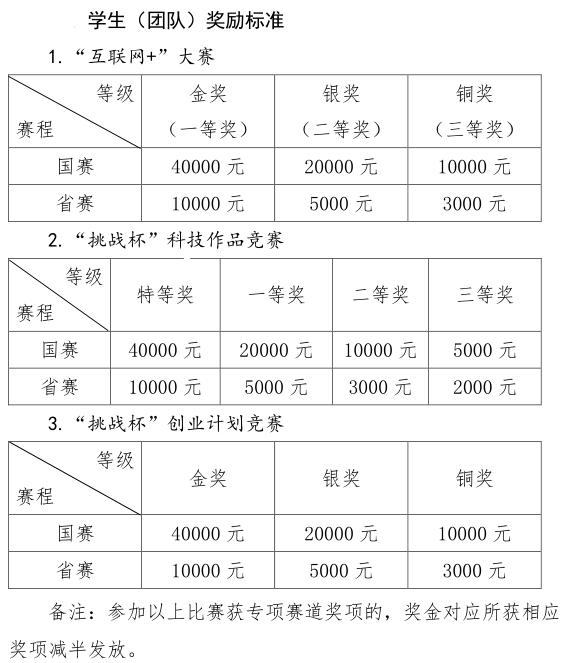 学生（团队）奖励标准
1.“互联网+”大赛
等级 金奖 银奖 铜奖
赛程 （一等奖） （二等奖） （三等奖）
国赛 40000 元 20000 元 10000 元
省赛 10000 元 5000 元 3000 元
2.“挑战杯”科技作品竞赛
等级
赛程 特等奖 一等奖 二等奖 三等奖
国赛 40000 元 20000 元 10000 元 5000 元
省赛 10000 元 5000 元 3000 元 2000 元
3.“挑战杯”创业计划竞赛
等级
赛程 金奖 银奖 铜奖
国赛 40000 元 20000 元 10000 元
省赛 10000 元 5000 元 3000 元
备注：参加以上比赛获专项赛道奖项的，奖金对应所获相应
奖项减半发放。